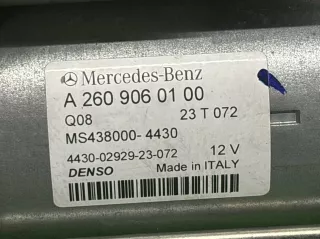 Mercedes-Benz
A 260 906 01 00
Q08 23 T 072
MS438000-4430
4430-02929-23-072 12 V
DENSO Made in ITALY